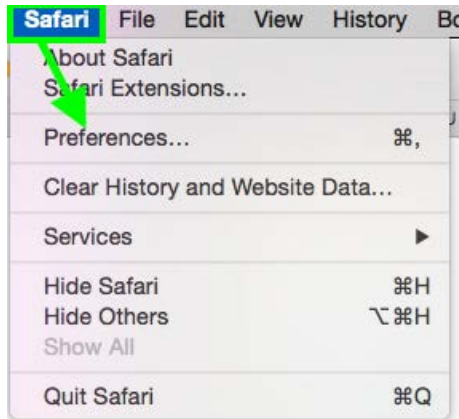 Safari File Edit View History
About Safari
Safari Extensions...
Preferences... ⌘,
Clear History and Website Data...
Services ▶
Hide Safari ⌘H
Hide Others ⌥⌘H
Show All
Quit Safari ⌘Q